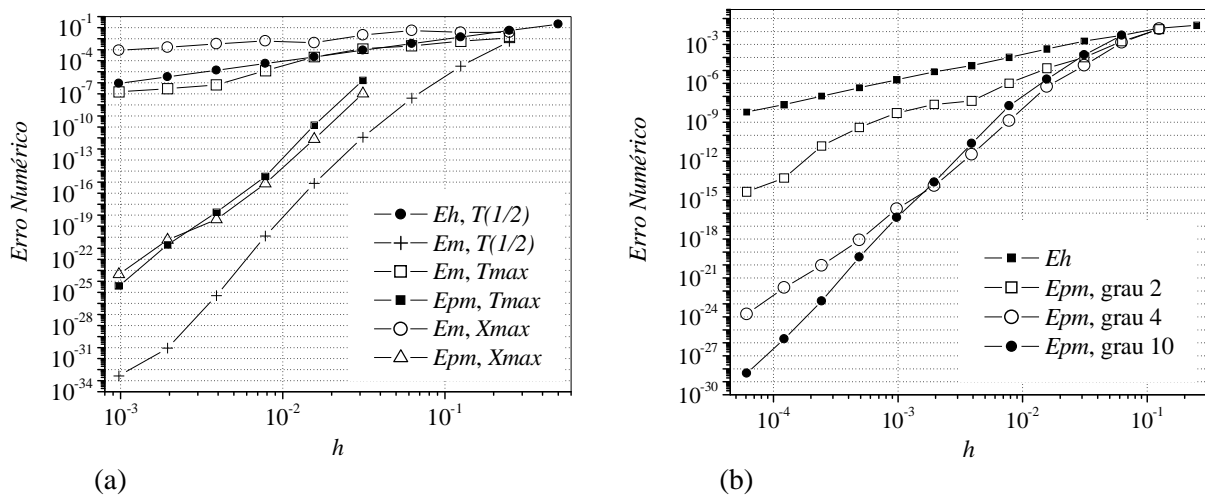 10^-1
10^-4
10^-7
10^-10
10^-13
10^-16
10^-19
10^-22
10^-25
10^-28
10^-31
10^-34
Erro Numérico
Eh, T(1/2)
Em, T(1/2)
Em, Tmax
Epm, Tmax
Em, Xmax
Epm, Xmax
10^-3
10^-2
10^-1
h
(a)
10^-3
10^-6
10^-9
10^-12
10^-15
10^-18
10^-21
10^-24
10^-27
10^-30
Erro Numérico
Eh
Epm, grau 2
Epm, grau 4
Epm, grau 10
10^-4
10^-3
10^-2
10^-1
h
(b)